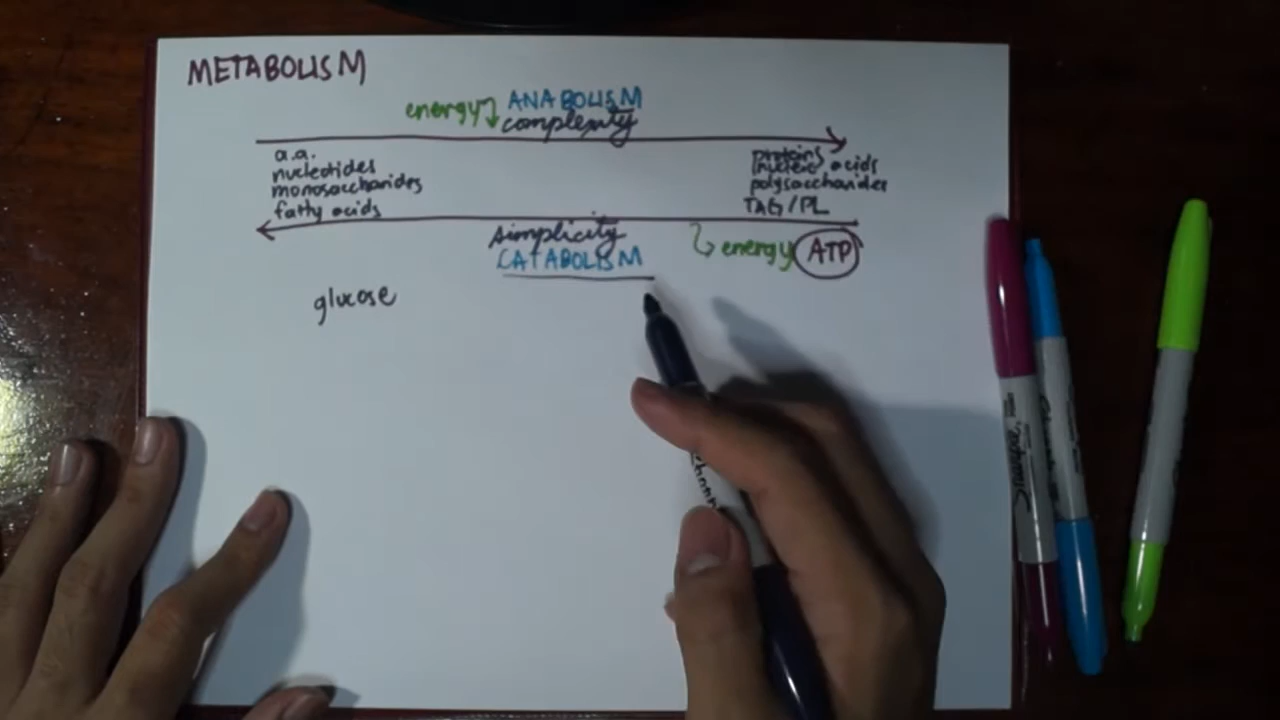 METABOLISM
energy ANABOLISM
complexity
a.a.
nucleotides
monosaccharides
fatty acids
proteins
nucleic acids
polysaccharides
TAG/PL
simplicity
CATABOLISM
energy ATP
glucose
Sharpie